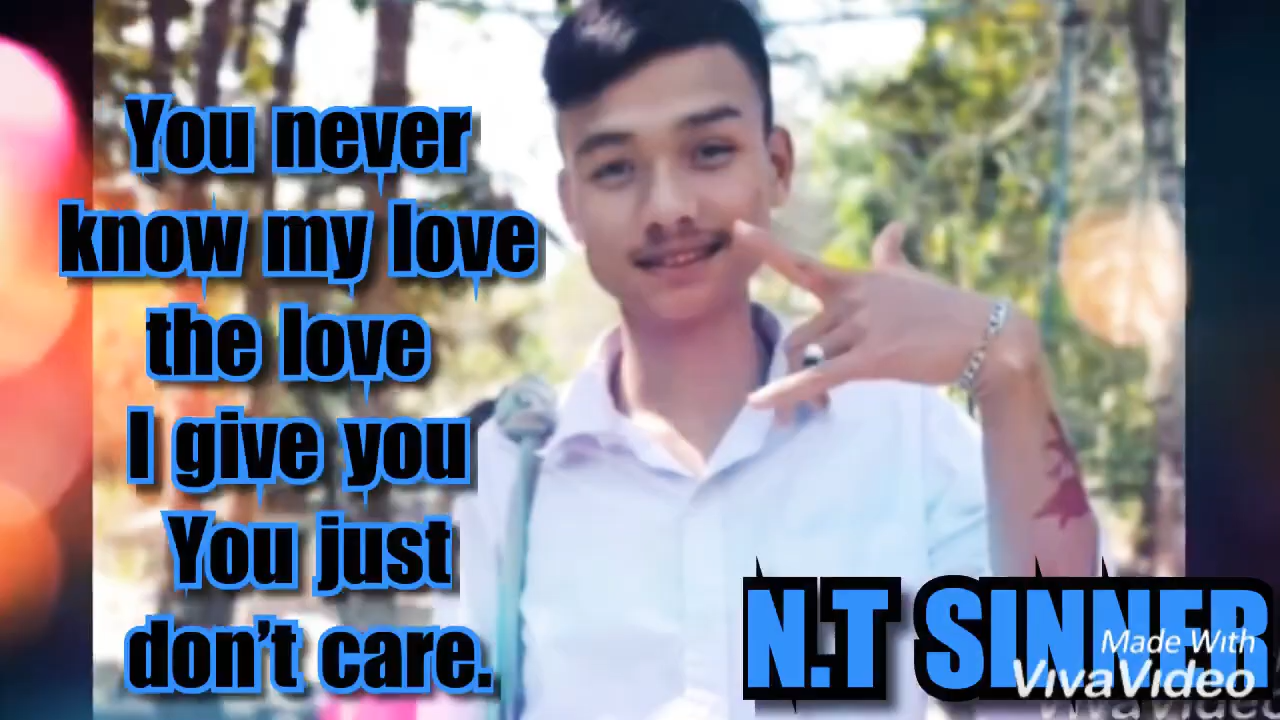 You never
know my love
the love
I give you
You just
don't care.
N.T SINNER
Made With
VivaVideo